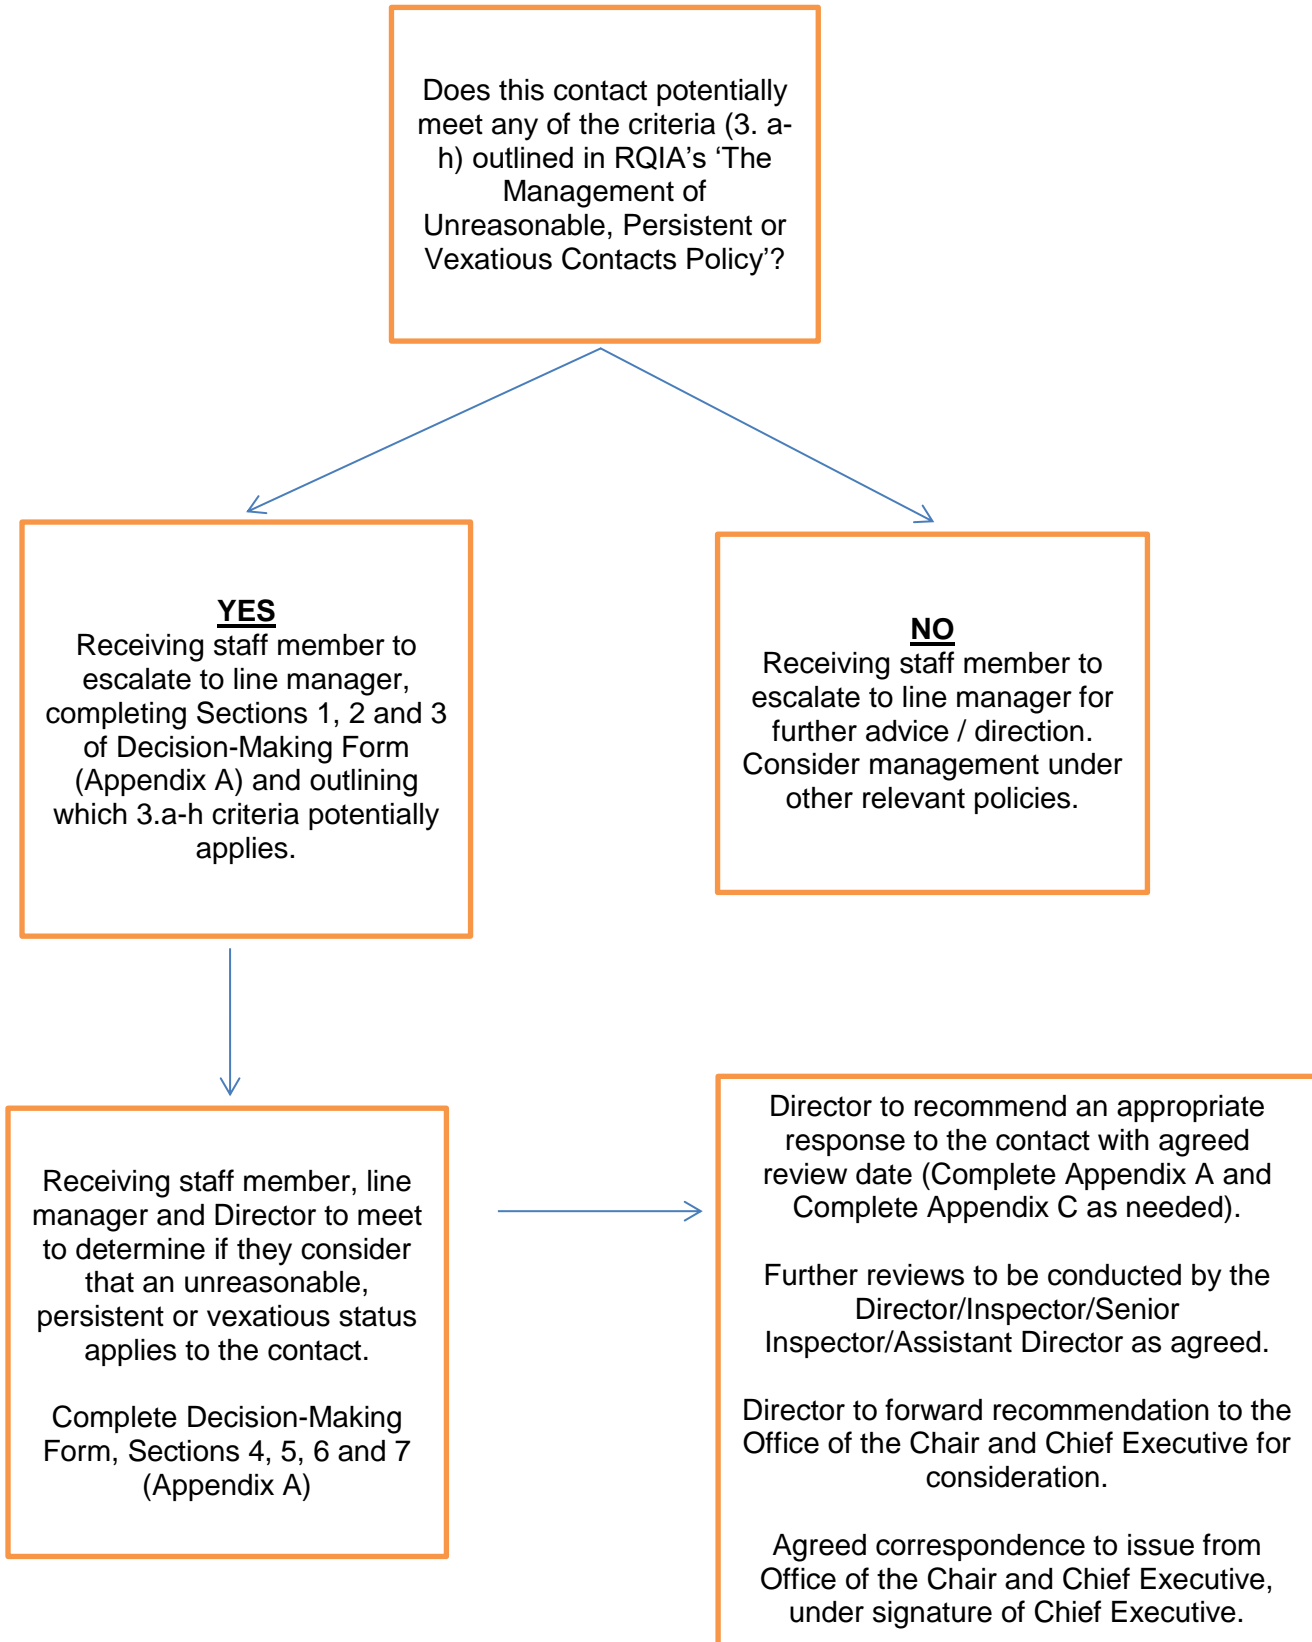 Does this contact potentially
meet any of the criteria (3. a-
h) outlined in RQIA's 'The
Management of
Unreasonable, Persistent or
Vexatious Contacts Policy'?
YES
Receiving staff member to
escalate to line manager,
completing Sections 1, 2 and 3
of Decision-Making Form
(Appendix A) and outlining
which 3.a-h criteria potentially
applies.
NO
Receiving staff member to
escalate to line manager for
further advice / direction.
Consider management under
other relevant policies.
Receiving staff member, line
manager and Director to meet
to determine if they consider
that an unreasonable,
persistent or vexatious status
applies to the contact.
Complete Decision-Making
Form, Sections 4, 5, 6 and 7
(Appendix A)
Director to recommend an appropriate
response to the contact with agreed
review date (Complete Appendix A and
Complete Appendix C as needed).
Further reviews to be conducted by the
Director/Inspector/Senior
Inspector/Assistant Director as agreed.
Director to forward recommendation to the
Office of the Chair and Chief Executive for
consideration.
Agreed correspondence to issue from
Office of the Chair and Chief Executive,
under signature of Chief Executive.